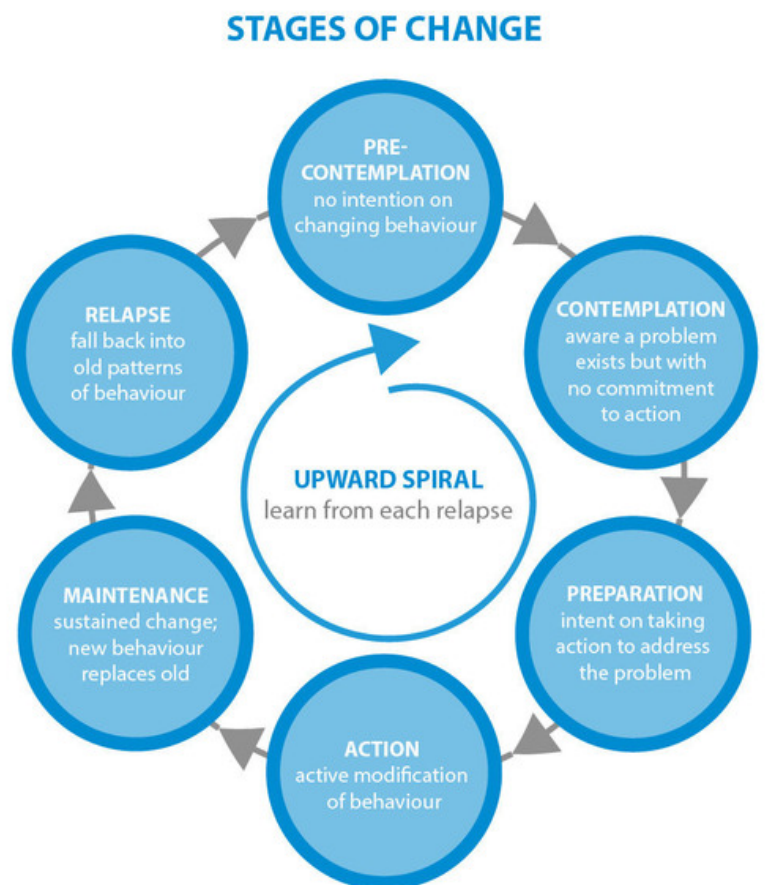 STAGES OF CHANGE
PRE-
CONTEMPLATION
no intention on
changing behaviour
CONTEMPLATION
aware a problem
exists but with
no commitment
to action
PREPARATION
intent on taking
action to address
the problem
ACTION
active modification
of behaviour
MAINTENANCE
sustained change;
new behaviour
replaces old
RELAPSE
fall back into
old patterns
of behaviour
UPWARD SPIRAL
learn from each relapse